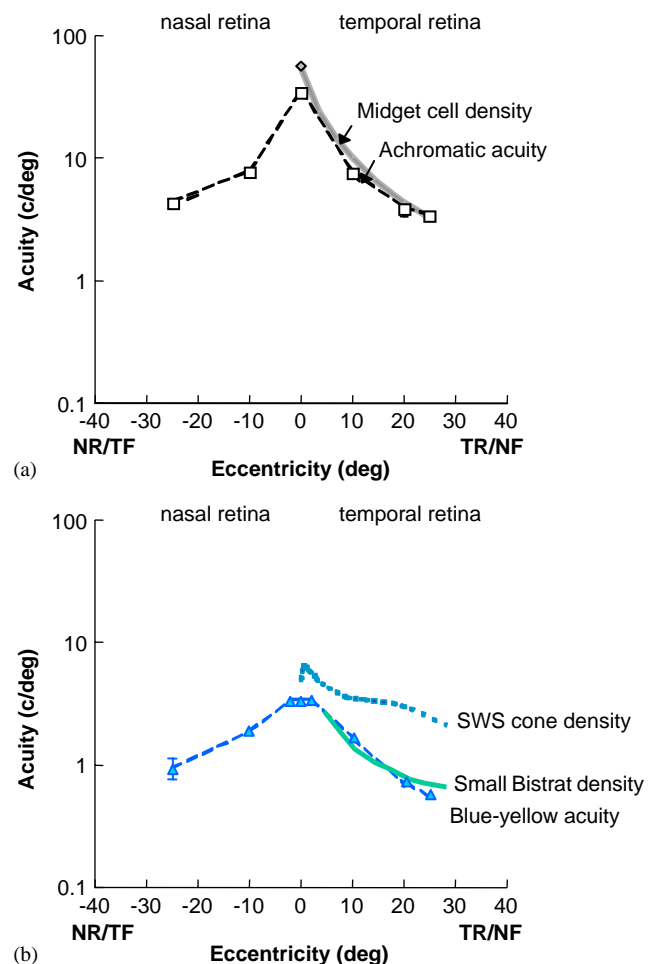 nasal retina temporal retina
100
Midget cell density
10
Achromatic acuity
Acuity (c/deg)
1
0.1
-40 -30 -20 -10 0 10 20 30 40
NR/TF TR/NF
(a) Eccentricity (deg)
nasal retina temporal retina
100
10
SWS cone density
Acuity (c/deg)
1
Small Bistrat density
Blue-yellow acuity
0.1
-40 -30 -20 -10 0 10 20 30 40
NR/TF TR/NF
(b) Eccentricity (deg)